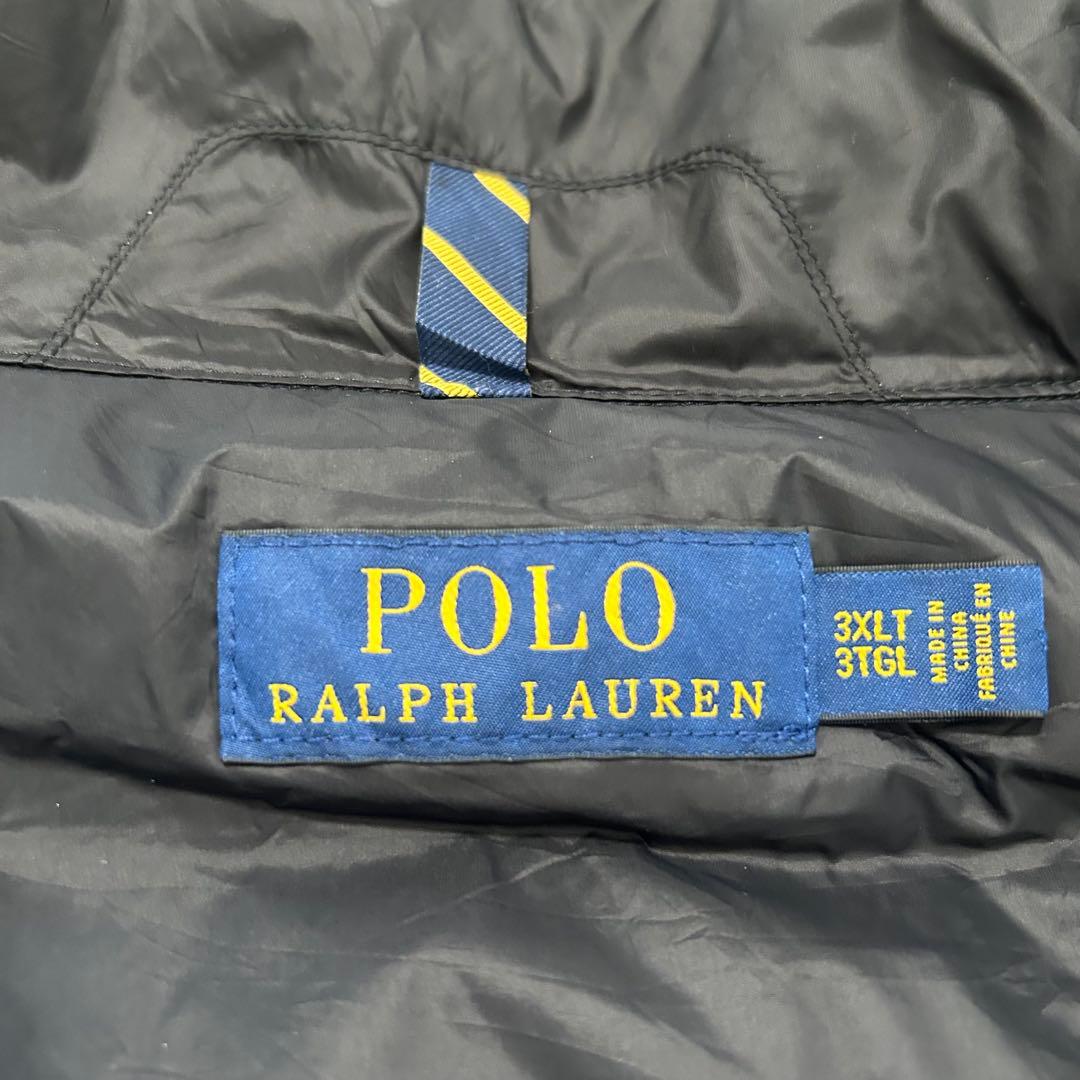 POLO
RALPH LAUREN
3XLT
3TGL
MADE IN
CHINA
FABRIQUÉ EN
CHINE